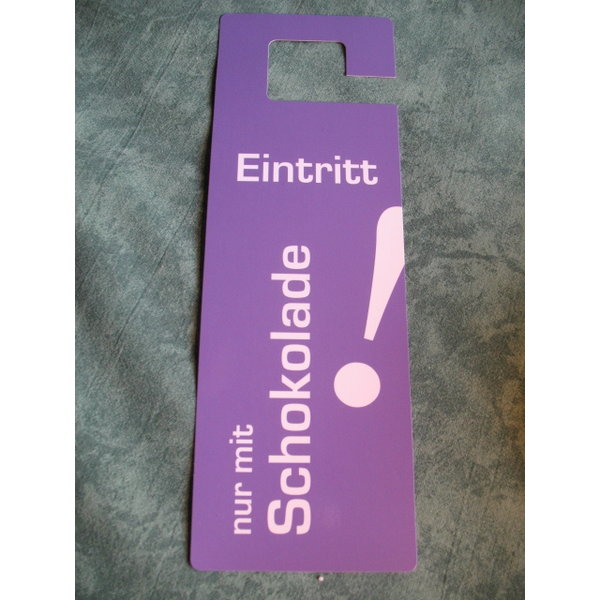 Eintritt
nur mit
Schokolade
!